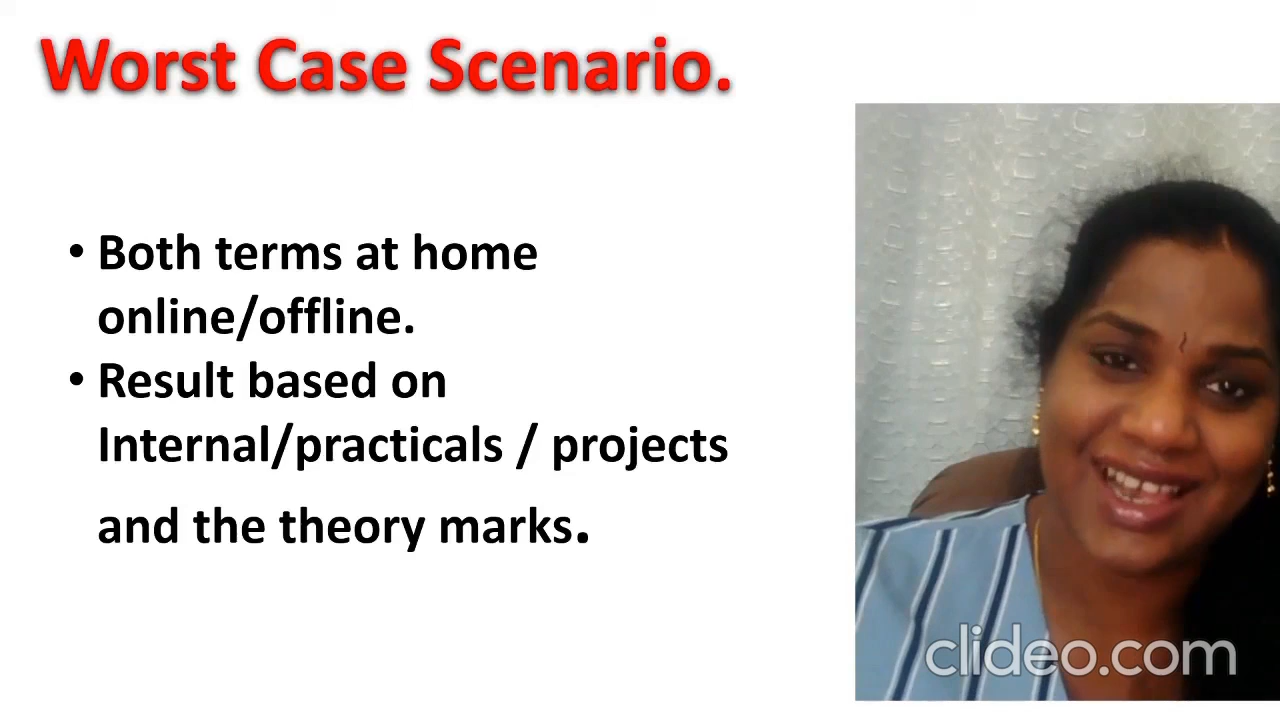 Worst Case Scenario.
• Both terms at home
online/offline.
• Result based on
Internal/practicals / projects
and the theory marks.
clideo.com